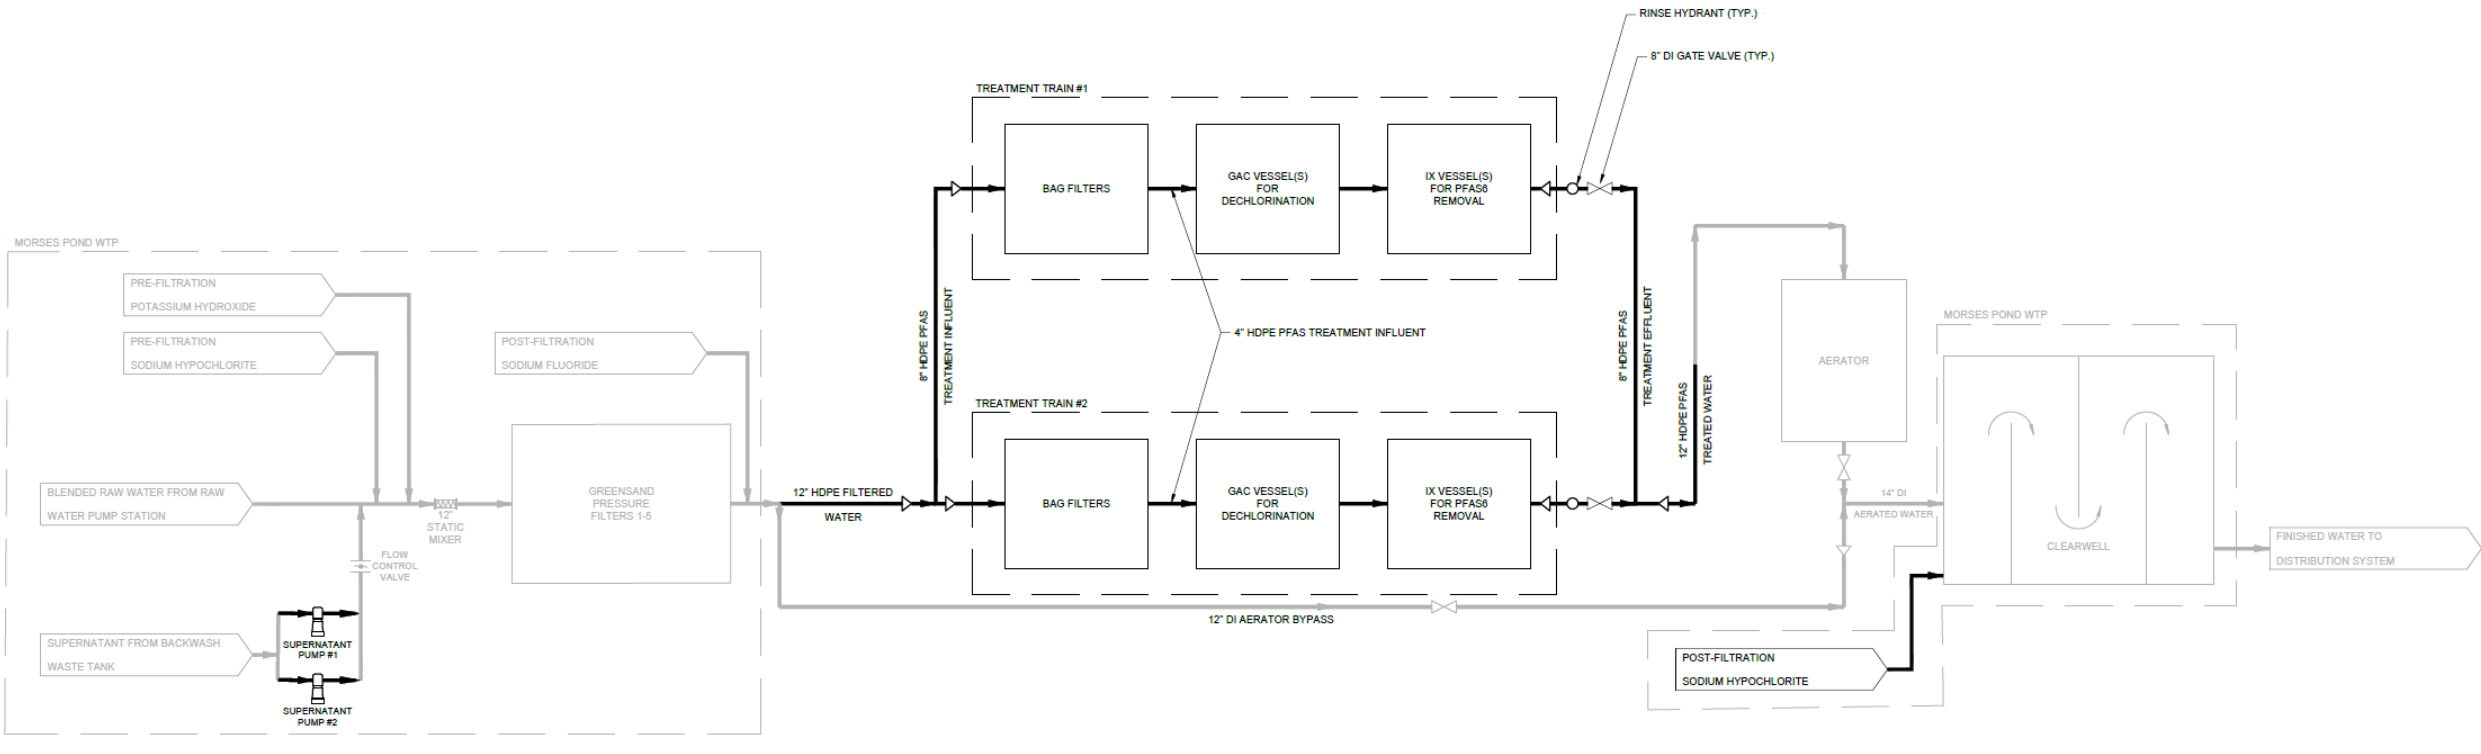 RINSE HYDRANT (TYP.)
8" DI GATE VALVE (TYP.)
TREATMENT TRAIN #1
BAG FILTERS
GAC VESSEL(S)
FOR
DECHLORINATION
IX VESSEL(S)
FOR PFAS6
REMOVAL
MORSES POND WTP
PRE-FILTRATION
POTASSIUM HYDROXIDE
PRE-FILTRATION
SODIUM HYPOCHLORITE
POST-FILTRATION
SODIUM FLUORIDE
BLENDED RAW WATER FROM RAW
WATER PUMP STATION
12"
STATIC
MIXER
GREENSAND
PRESSURE
FILTERS 1-5
FLOW
CONTROL
VALVE
SUPERNATANT FROM BACKWASH
WASTE TANK
SUPERNATANT
PUMP #1
SUPERNATANT
PUMP #2
12" HDPE FILTERED
WATER
8" HDPE PFAS
TREATMENT INFLUENT
4" HDPE PFAS TREATMENT INFLUENT
TREATMENT TRAIN #2
BAG FILTERS
GAC VESSEL(S)
FOR
DECHLORINATION
IX VESSEL(S)
FOR PFAS6
REMOVAL
8" HDPE PFAS
TREATMENT EFFLUENT
12" HDPE PFAS
TREATED WATER
12" DI AERATOR BYPASS
AERATOR
14" DI
AERATED WATER
MORSES POND WTP
CLEARWELL
POST-FILTRATION
SODIUM HYPOCHLORITE
FINISHED WATER TO
DISTRIBUTION SYSTEM